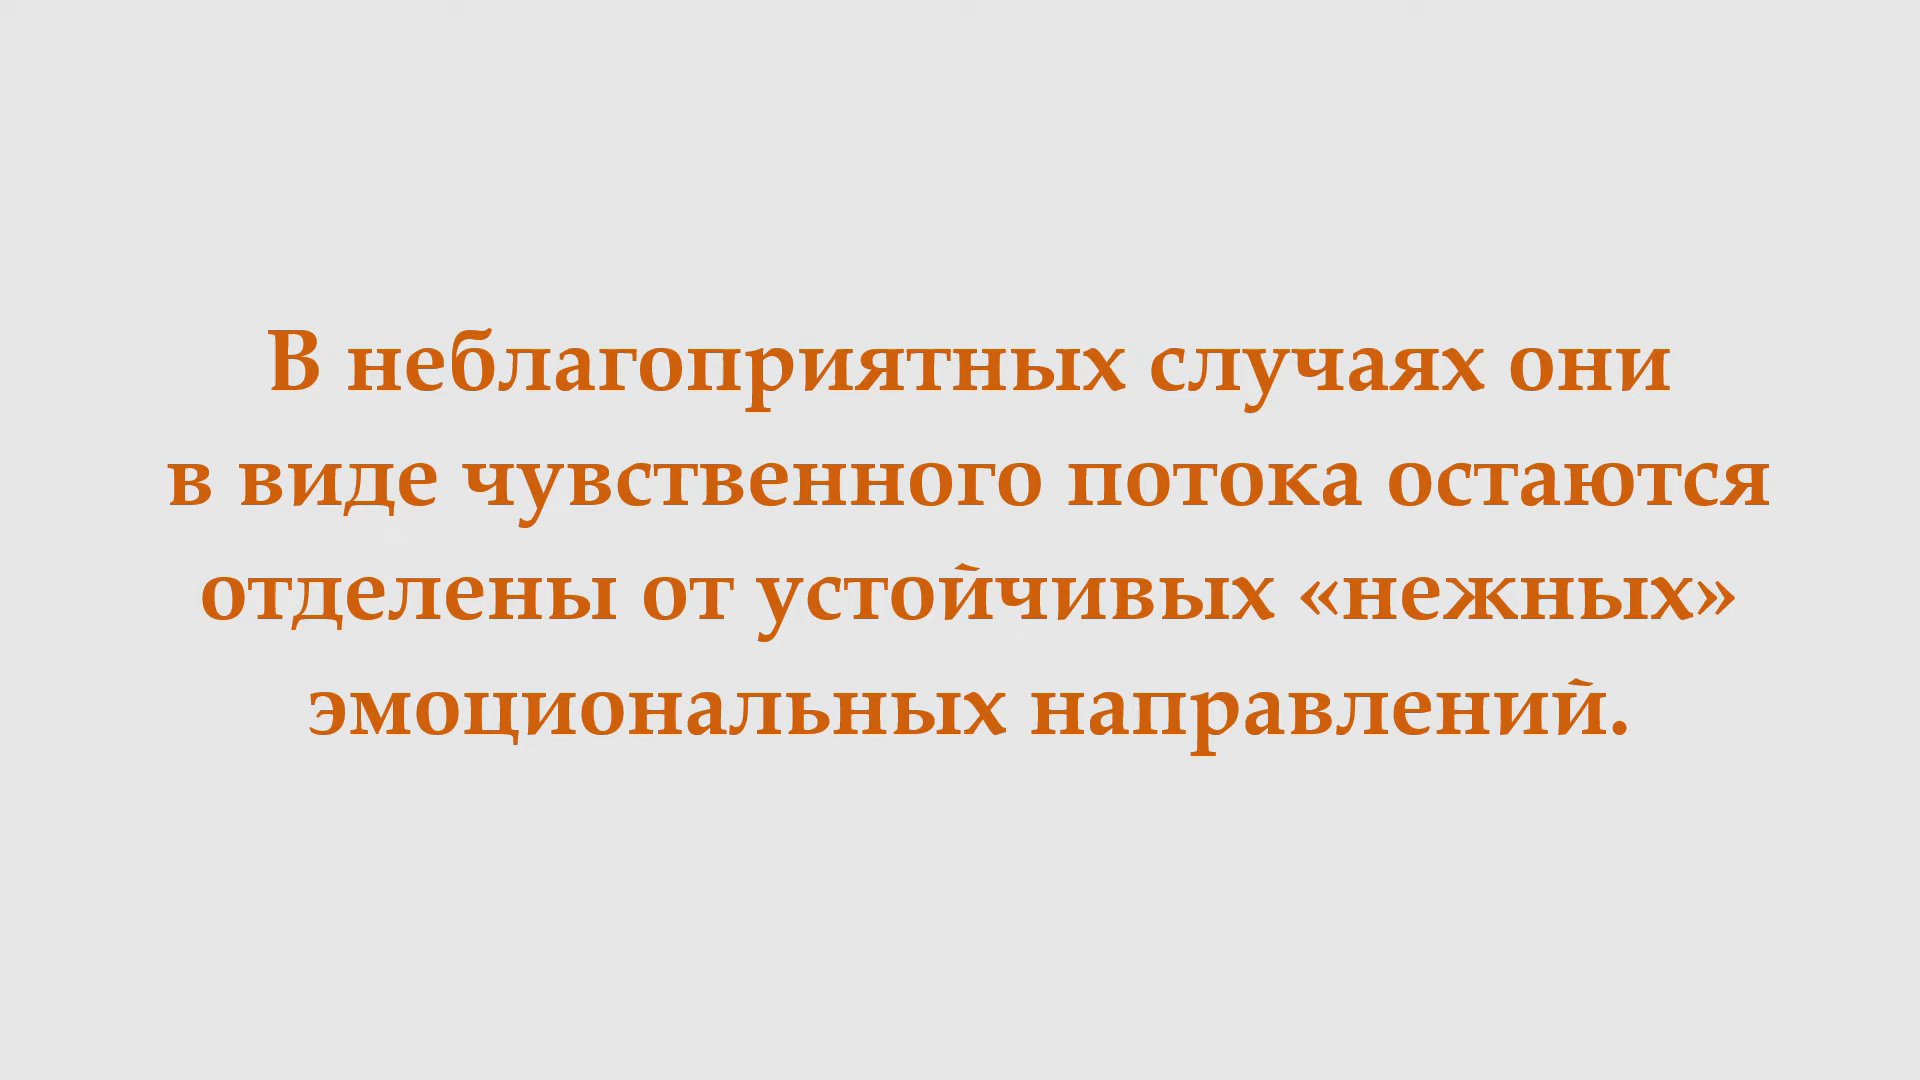 В неблагоприятных случаях они
в виде чувственного потока остаются
отделены от устойчивых «нежных»
эмоциональных направлений.